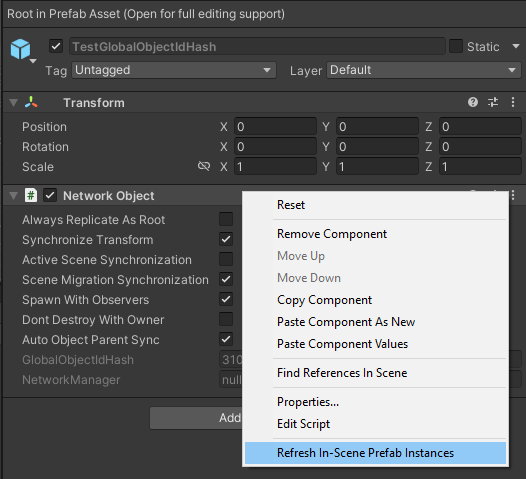 Root in Prefab Asset (Open for full editing support)
TestGlobalObjectIdHash Static
Tag Untagged Layer Default
Transform
Position X 0 Y 0 Z 0
Rotation X 0 Y 0 Z 0
Scale X 1 Y 1 Z 1
# Network Object
Always Replicate As Root
Synchronize Transform
Active Scene Synchronization
Scene Migration Synchronization
Spawn With Observers
Dont Destroy With Owner
Auto Object Parent Sync
GlobalObjectIdHash 310
NetworkManager null
Add
Reset
Remove Component
Move Up
Move Down
Copy Component
Paste Component As New
Paste Component Values
Find References In Scene
Properties...
Edit Script
Refresh In-Scene Prefab Instances